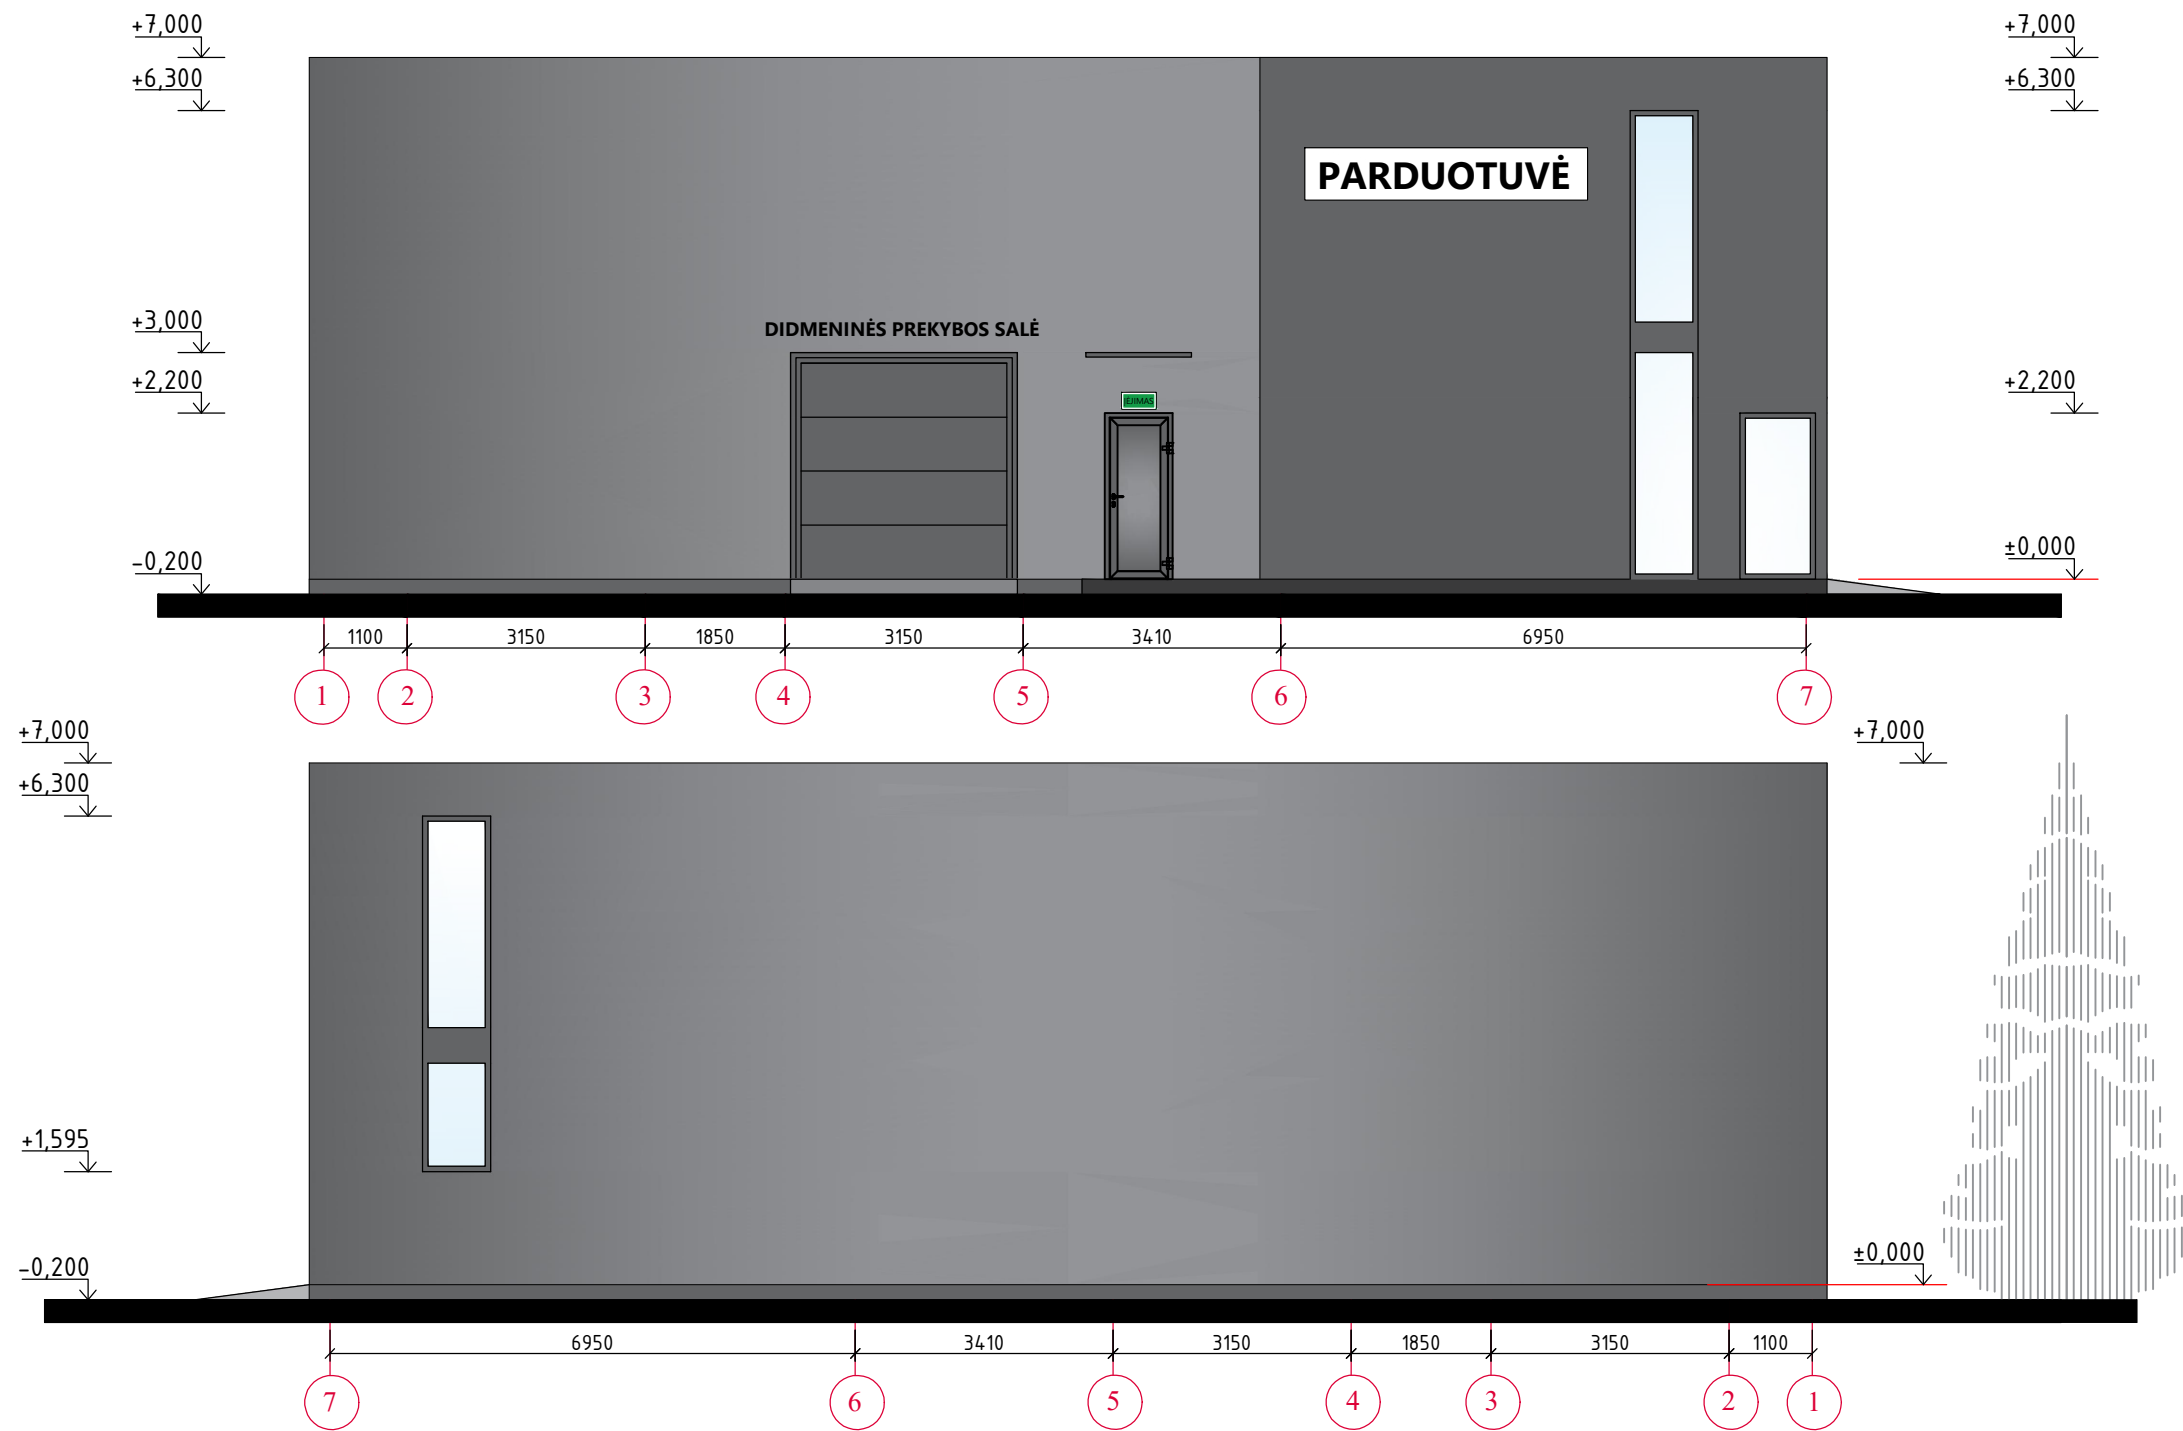 +7,000
+7,000
+6,300
+6,300
PARDUOTUVĖ
+3,000
DIDMENINĖS PREKYBOS SALĖ
+2,200
+2,200
ĮĖJIMAS
-0,200
±0,000
1100 3150 1850 3150 3410 6950
1 2 3 4 5 6 7
+7,000
+7,000
+6,300
+1,595
-0,200
±0,000
6950 3410 3150 1850 3150 1100
7 6 5 4 3 2 1